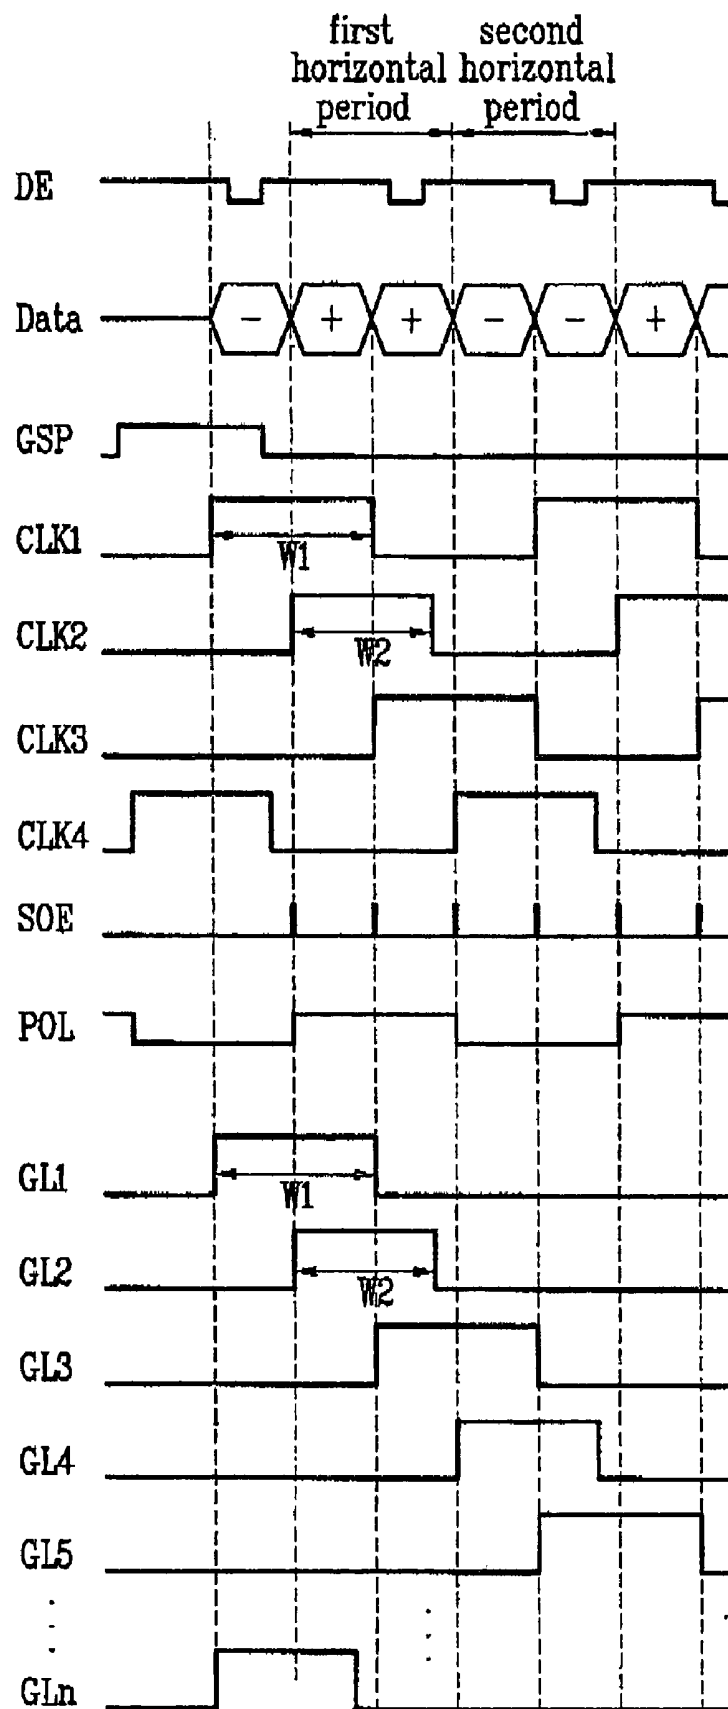 first second
horizontal horizontal
period period
DE
Data - + + - - +
GSP
CLK1
W1
CLK2
W2
CLK3
CLK4
SOE
POL
GL1
W1
GL2
W2
GL3
GL4
GL5
GLn